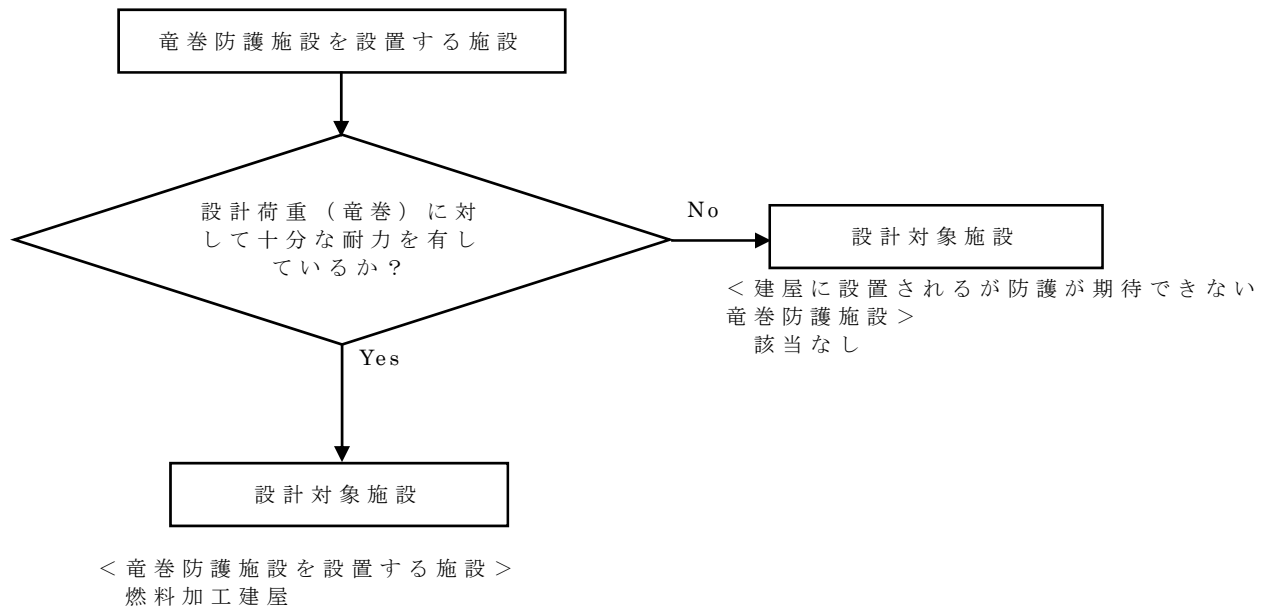 竜巻防護施設を設置する施設
設計荷重（竜巻）に対
して十分な耐力を有し
ているか？
No
設計対象施設
＜建屋に設置されるが防護が期待できない
竜巻防護施設＞
該当なし
Yes
設計対象施設
＜竜巻防護施設を設置する施設＞
燃料加工建屋